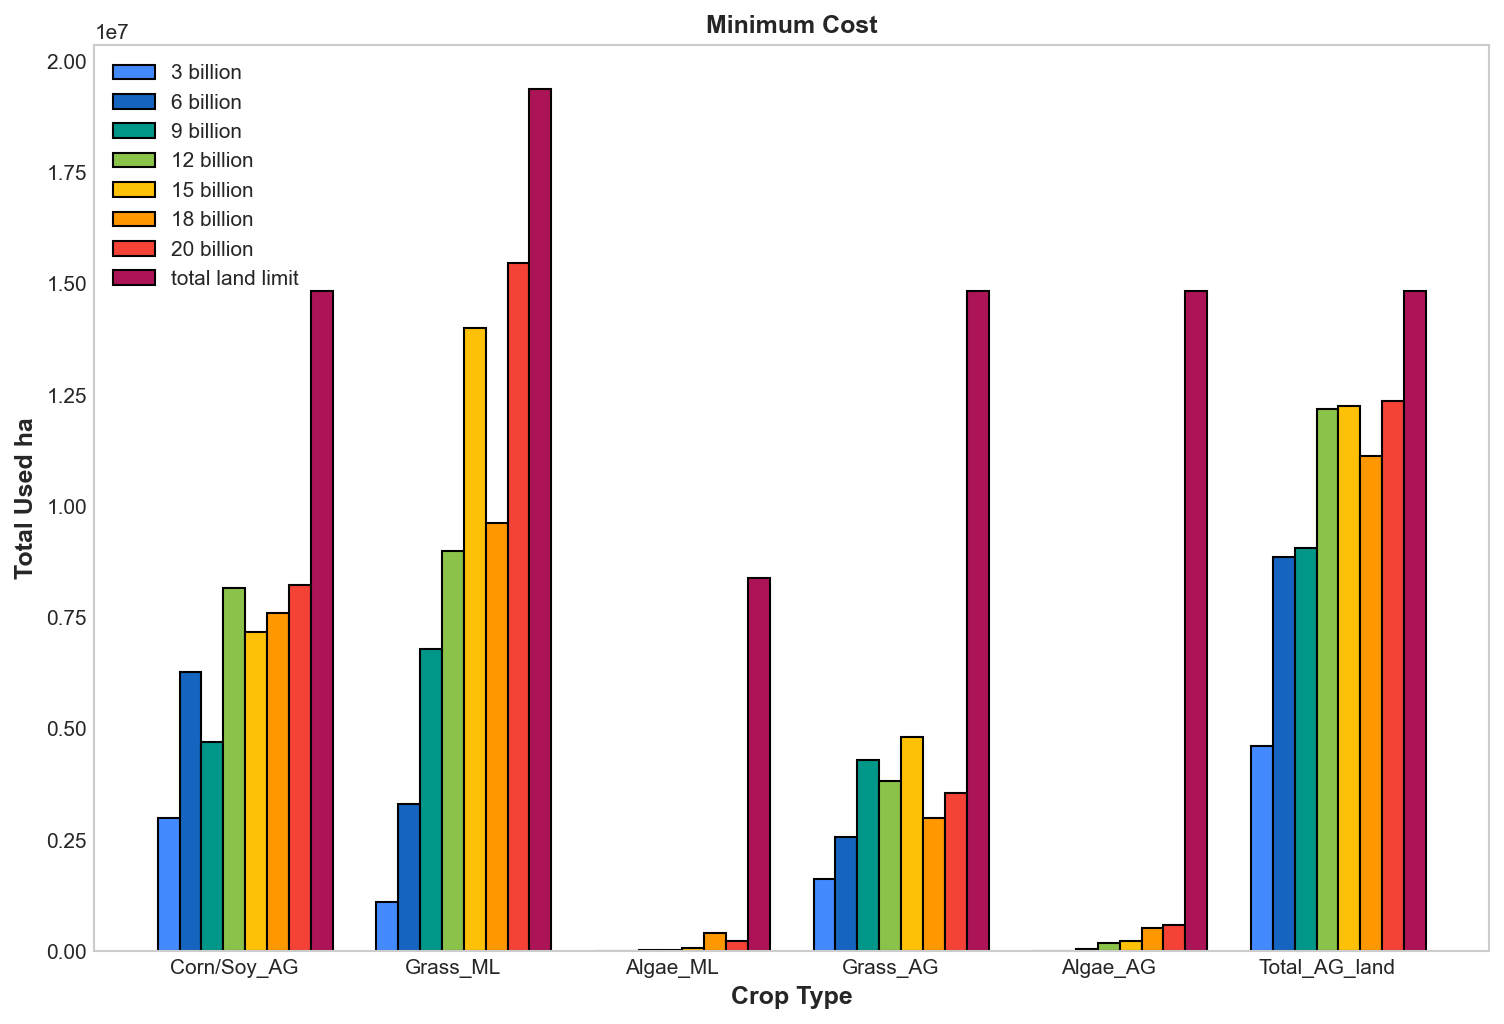 Minimum Cost
1e7
2.00
1.75
1.50
1.25
1.00
0.75
0.50
0.25
0.00
Total Used ha
3 billion
6 billion
9 billion
12 billion
15 billion
18 billion
20 billion
total land limit
Corn/Soy_AG
Grass_ML
Algae_ML
Grass_AG
Algae_AG
Total_AG_land
Crop Type